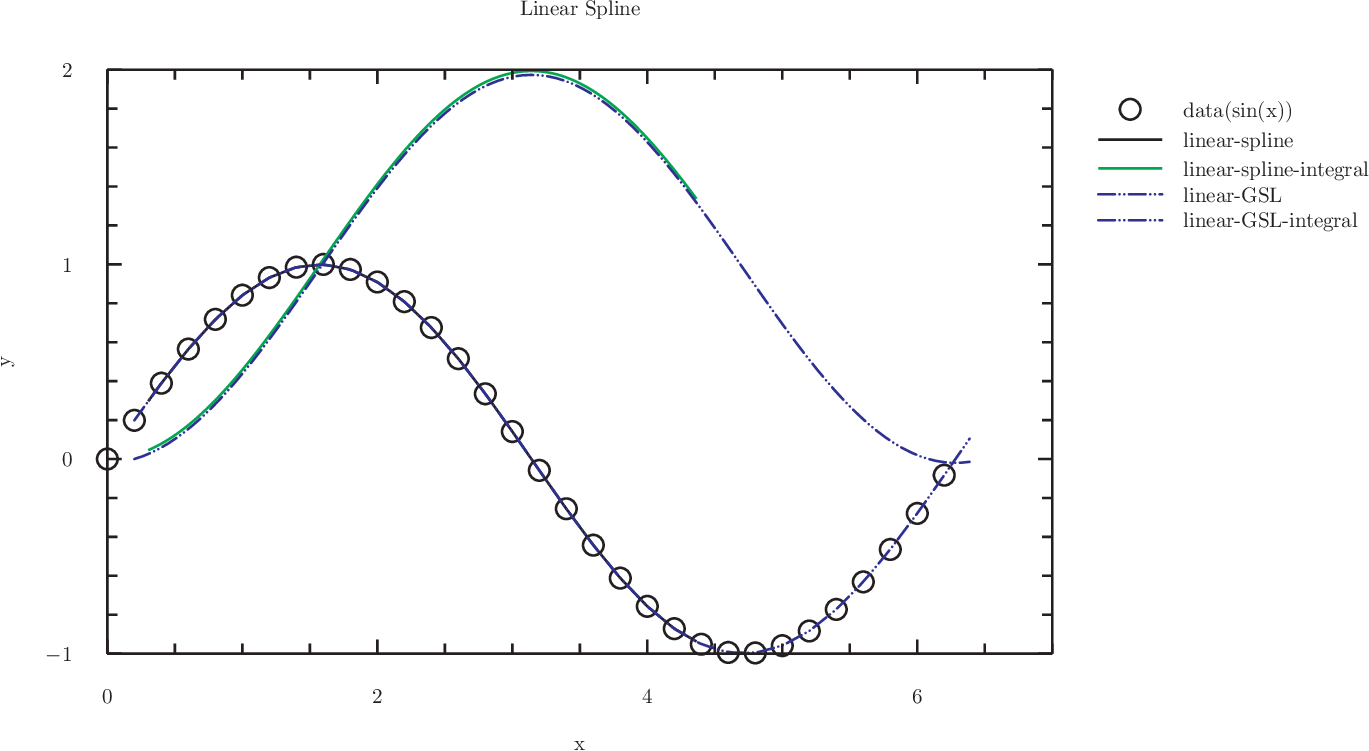 Linear Spline
2
1
0
−1
y
0
2
4
6
x
data(sin(x))
linear-spline
linear-spline-integral
linear-GSL
linear-GSL-integral